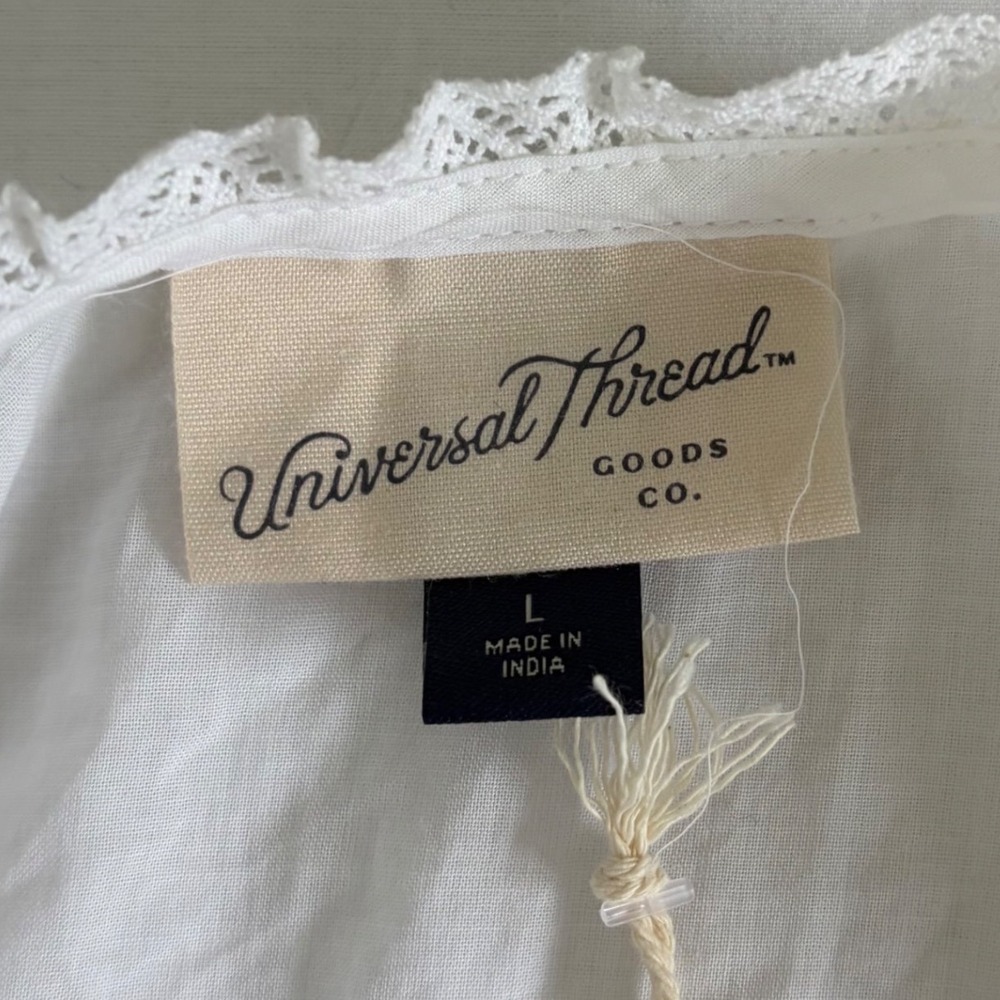 Universal Thread™
GOODS
CO.
L
MADE IN
INDIA